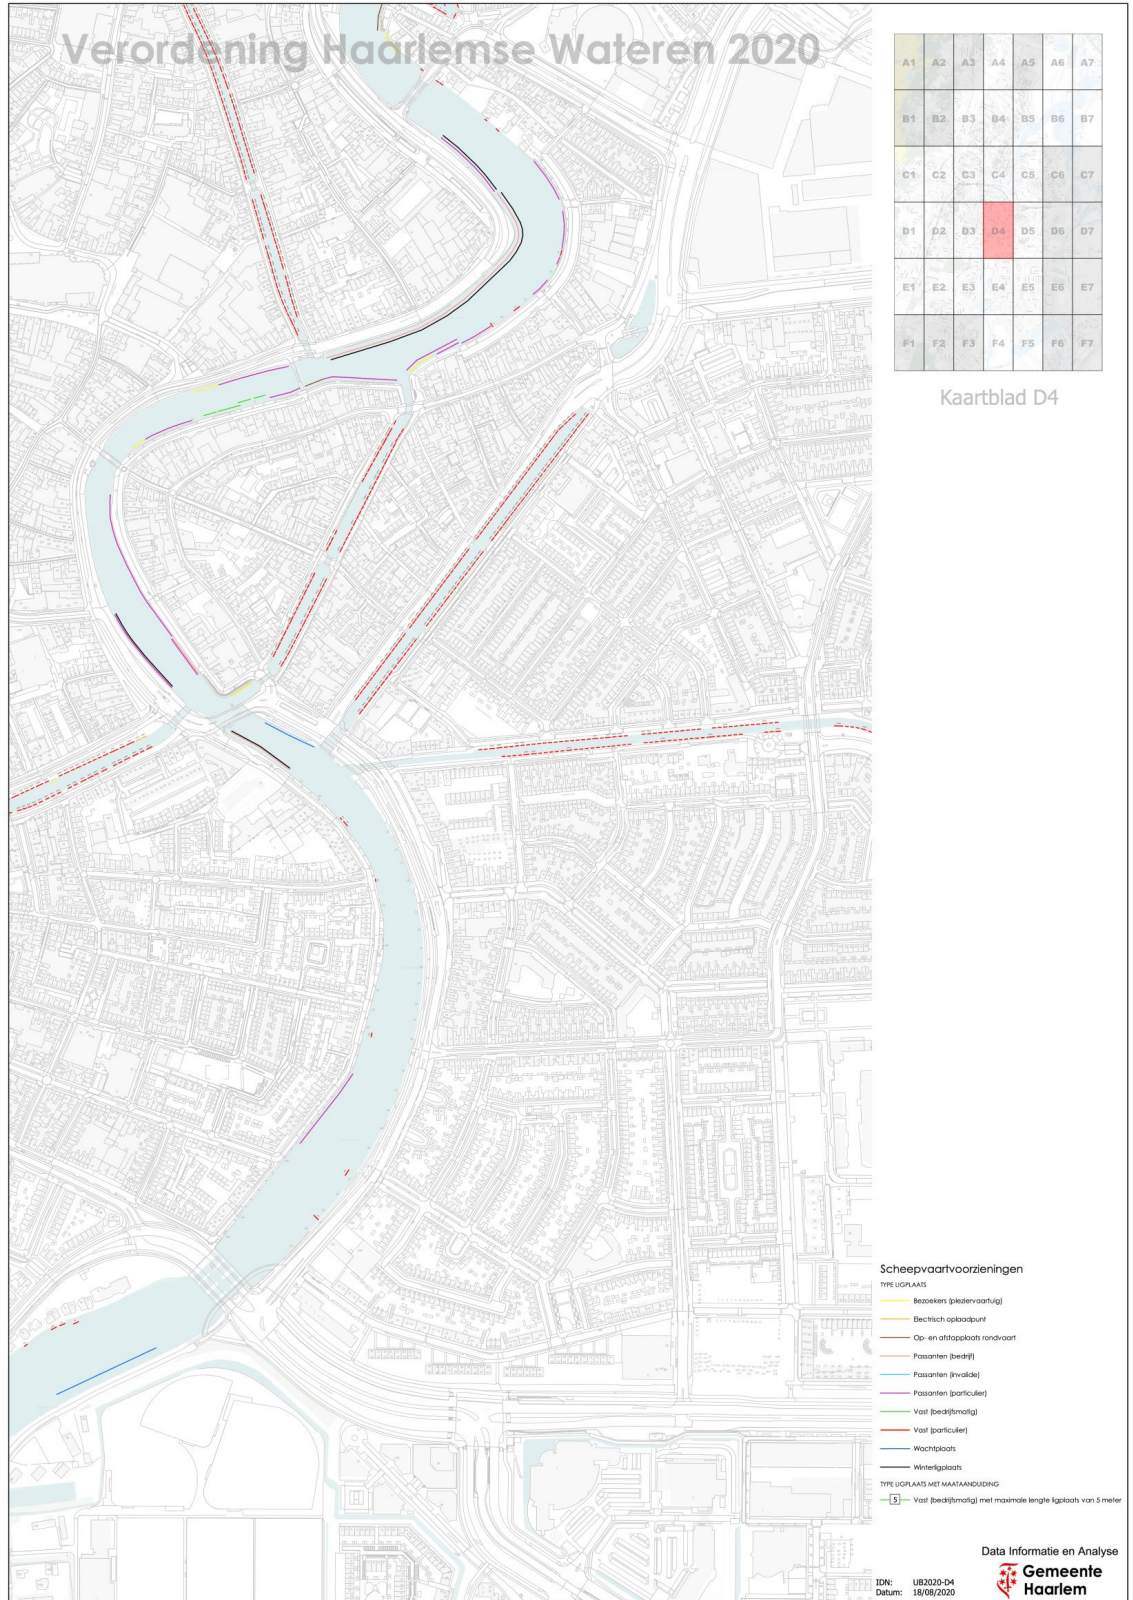 Verordening Haarlemse Wateren 2020
A1 A2 A3 A4 A5 A6 A7
B1 B2 B3 B4 B5 B6 B7
C1 C2 C3 C4 C5 C6 C7
D1 D2 D3 D4 D5 D6 D7
E1 E2 E3 E4 E5 E6 E7
F1 F2 F3 F4 F5 F6 F7
Kaartblad D4
Scheepvaartvoorzieningen
TYPE LIGPLAATS
Bezoekers (pleziervaartuig)
Electrisch oplaadpunt
Op- en afstapplaats rondvaart
Passanten (bedrijf)
Passanten (invalide)
Passanten (particulier)
Vast (bedrijfsmatig)
Vast (particulier)
Wachtplaats
Winterligplaats
TYPE LIGPLAATS MET MAATAANDUIDING
5 Vast (bedrijfsmatig) met maximale lengte ligplaats van 5 meter
Data Informatie en Analyse
Gemeente
Haarlem
IDN: UB2020-D4
Datum: 18/08/2020